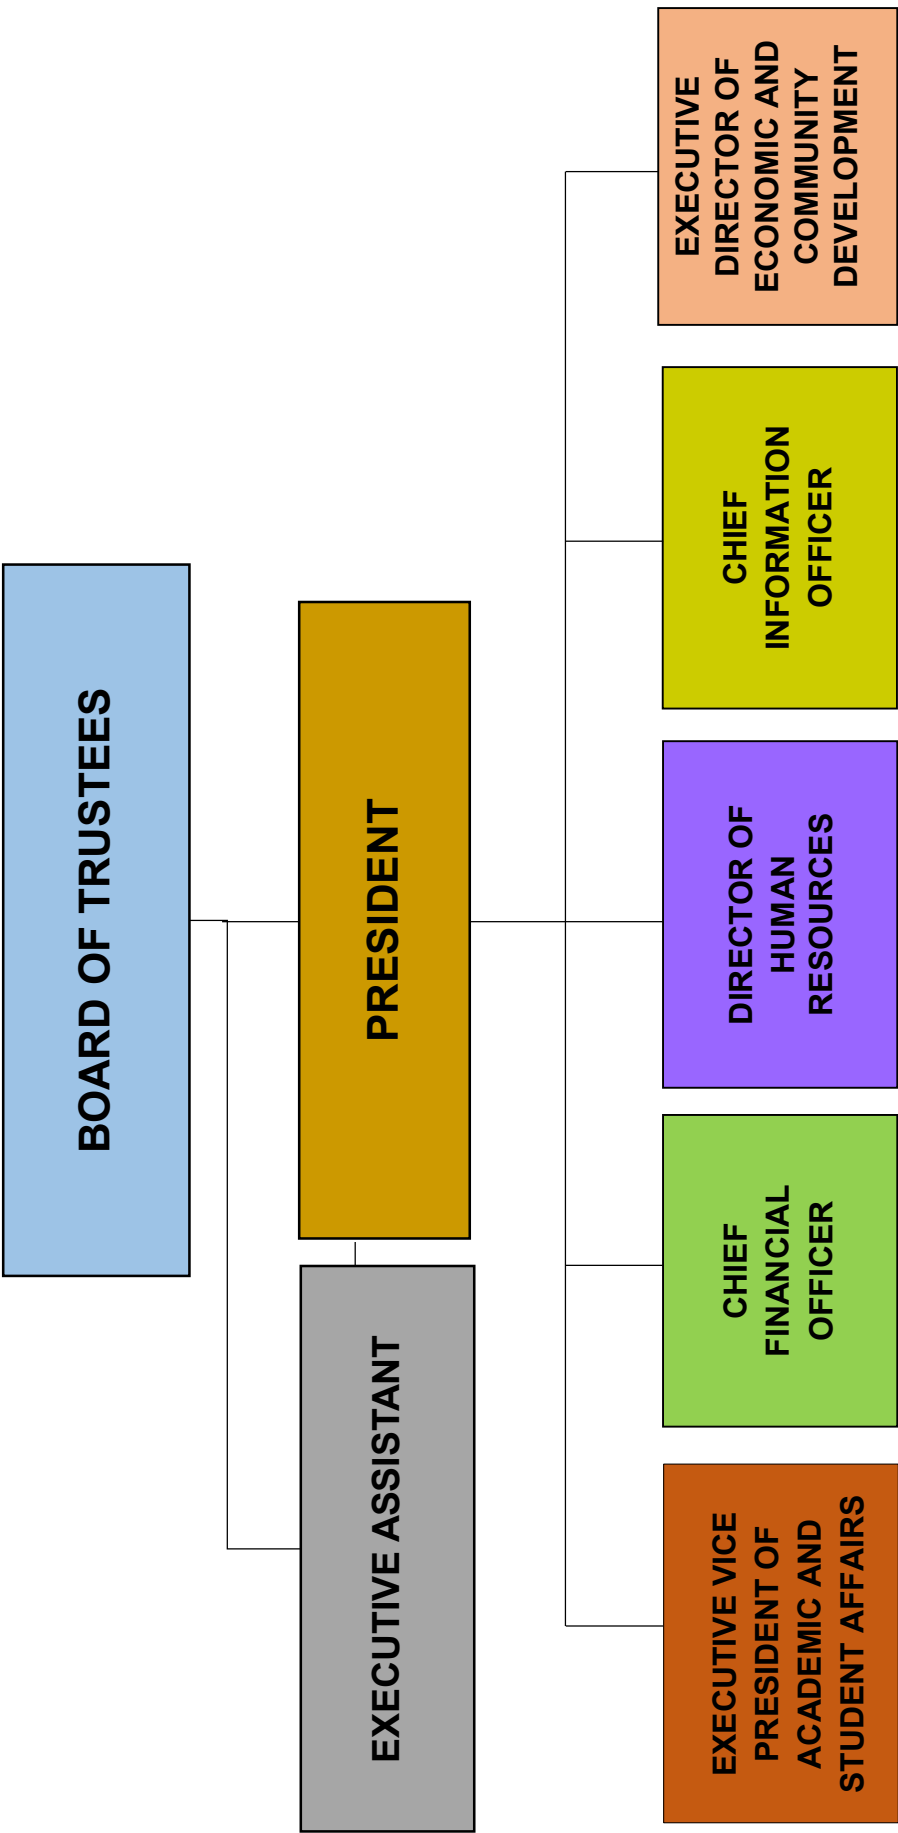 BOARD OF TRUSTEES
EXECUTIVE ASSISTANT
PRESIDENT
EXECUTIVE VICE
PRESIDENT OF
ACADEMIC AND
STUDENT AFFAIRS
CHIEF
FINANCIAL
OFFICER
DIRECTOR OF
HUMAN
RESOURCES
CHIEF
INFORMATION
OFFICER
EXECUTIVE
DIRECTOR OF
ECONOMIC AND
COMMUNITY
DEVELOPMENT